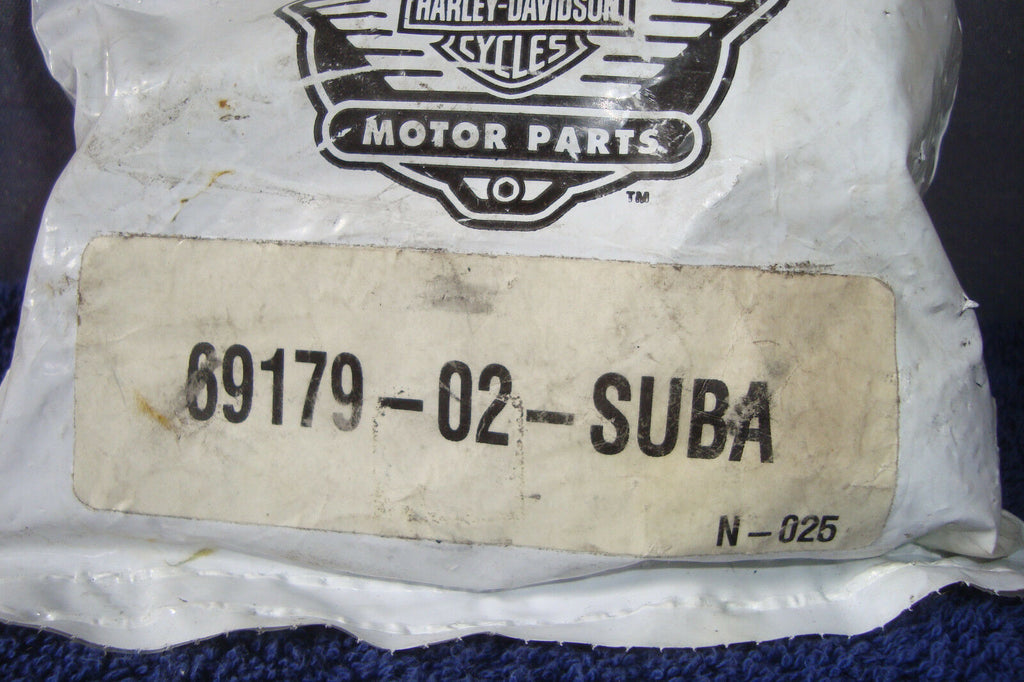 HARLEY-DAVIDSON
CYCLES
MOTOR PARTS
TM
69179-02-SUBA
N-025